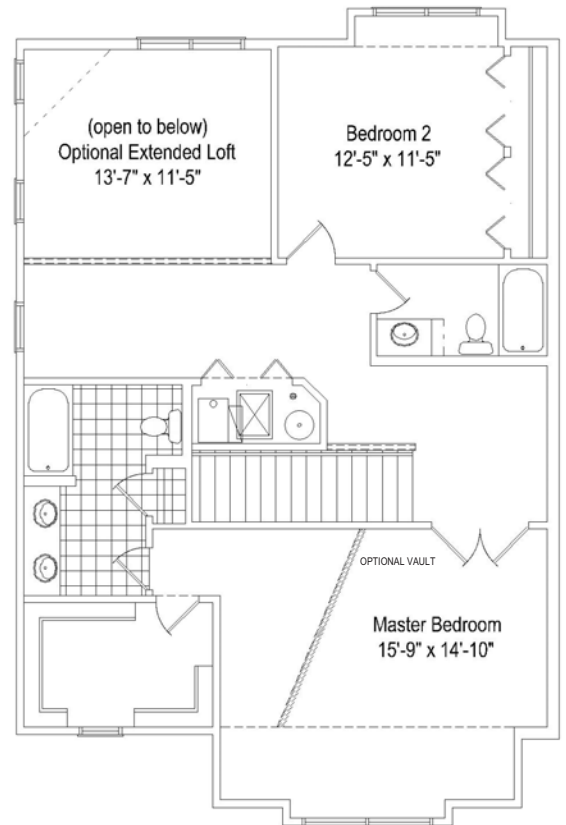 (open to below)
Optional Extended Loft
13'-7" x 11'-5"
Bedroom 2
12'-5" x 11'-5"
OPTIONAL VAULT
Master Bedroom
15'-9" x 14'-10"